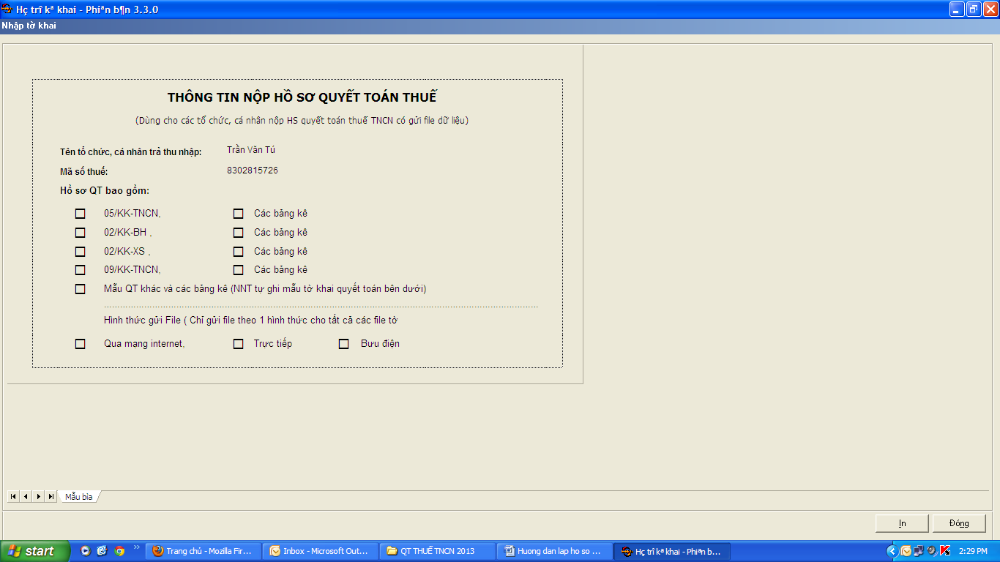 Hç trî kª khai - Phiªn b¶n 3.3.0
Nhập tờ khai
THÔNG TIN NỘP HỒ SƠ QUYẾT TOÁN THUẾ
(Dùng cho các tổ chức, cá nhân nộp HS quyết toán thuế TNCN có gửi file dữ liệu)
Tên tổ chức, cá nhân trả thu nhập: Trần Văn Tú
Mã số thuế: 8302815726
Hồ sơ QT bao gồm:
05/KK-TNCN, Các bảng kê
02/KK-BH , Các bảng kê
02/KK-XS , Các bảng kê
09/KK-TNCN, Các bảng kê
Mẫu QT khác và các bảng kê (NNT tự ghi mẫu tờ khai quyết toán bên dưới)
Hình thức gửi File ( Chỉ gửi file theo 1 hình thức cho tất cả các file tờ
Qua mạng internet, Trực tiếp Bưu điện
Mẫu bìa
In Đóng
start Trang chủ - Mozilla Fir... Inbox - Microsoft Out... QT THUẾ TNCN 2013 Huong dan lap ho so ... Hç trî kª khai - Phiªn b... 2:29 PM